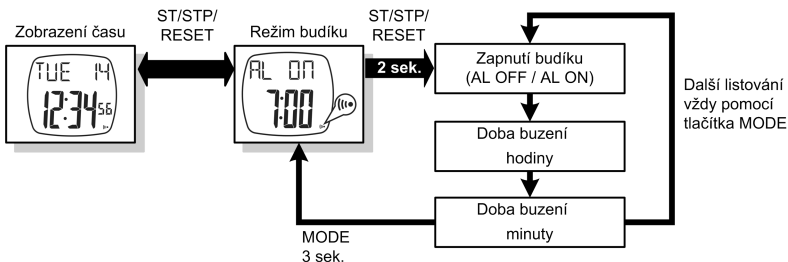 Zobrazení času
ST/STP/
RESET
Režim budíku
ST/STP/
RESET
TUE 14
12:34 56
AL ON
7:00
2 sek.
Zapnutí budíku
(AL OFF / AL ON)
Doba buzení
hodiny
Doba buzení
minuty
Další listování
vždy pomocí
tlačítka MODE
MODE
3 sek.